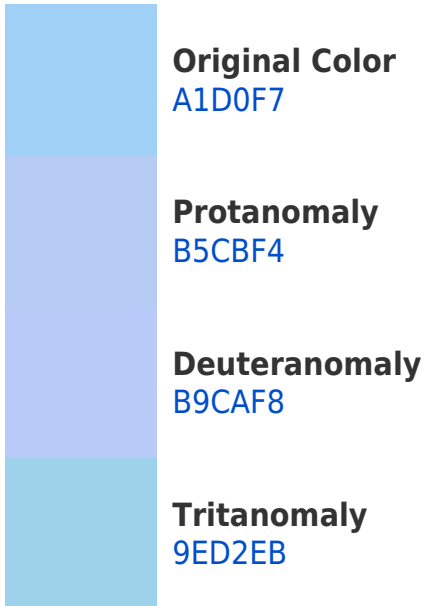 Original Color
A1D0F7
Protanomaly
B5CBF4
Deuteranomaly
B9CAF8
Tritanomaly
9ED2EB